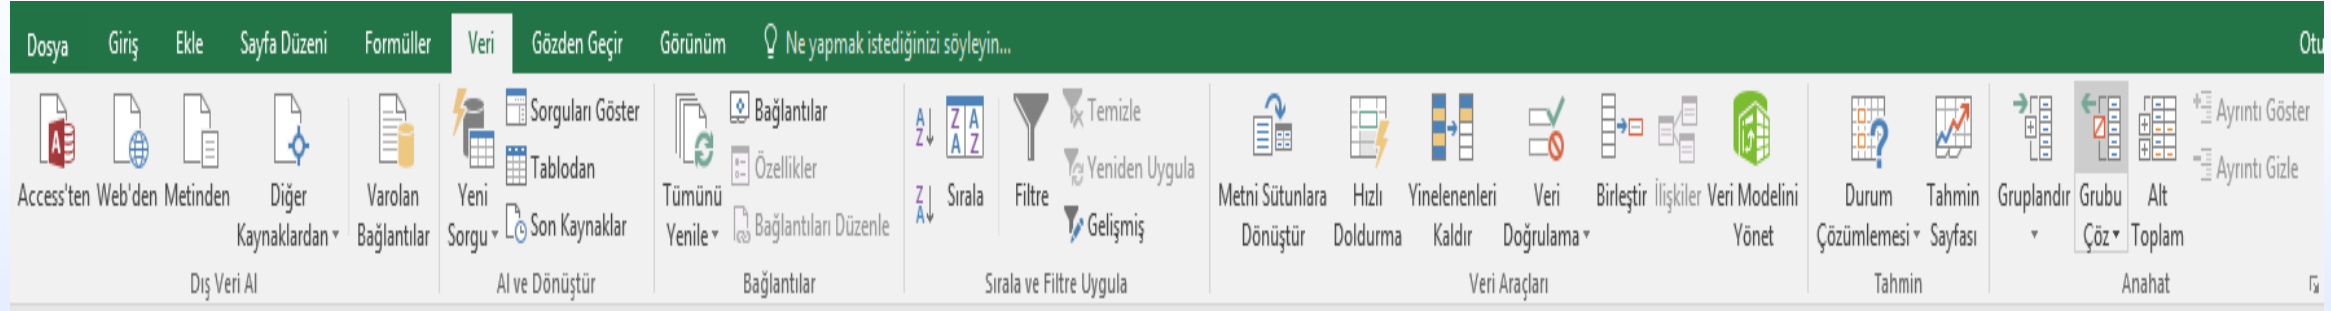 Dosya Giriş Ekle Sayfa Düzeni Formüller Veri Gözden Geçir Görünüm Ne yapmak istediğinizi söyleyin... Otu
Access'ten Web'den Metinden Diğer Kaynaklardan Varolan Bağlantılar
Dış Veri Al
Yeni Sorgu
Sorguları Göster
Tablodan
Son Kaynaklar
Al ve Dönüştür
Tümünü Yenile
Bağlantılar
Özellikler
Bağlantıları Düzenle
Bağlantılar
Sırala Filtre
Temizle
Yeniden Uygula
Gelişmiş
Sırala ve Filtre Uygula
Metni Sütunlara Dönüştür
Hızlı Doldurma
Yinelenenleri Kaldır
Veri Doğrulama
Birleştir
İlişkiler
Veri Modelini Yönet
Veri Araçları
Durum Çözümlemesi
Tahmin Sayfası
Tahmin
Gruplandır
Grubu Çöz
Alt Toplam
Ayrıntı Göster
Ayrıntı Gizle
Anahat